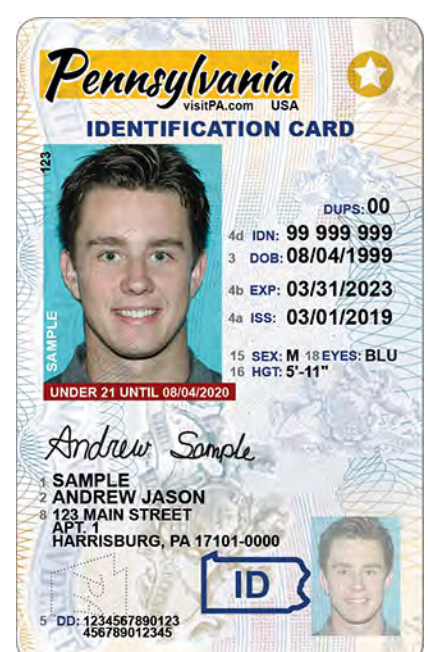 Pennsylvania
visitPA.com USA
IDENTIFICATION CARD
123
SAMPLE
DUPS: 00
4d IDN: 99 999 999
3 DOB: 08/04/1999
4b EXP: 03/31/2023
4a ISS: 03/01/2019
15 SEX: M 18 EYES: BLU
16 HGT: 5'-11"
UNDER 21 UNTIL 08/04/2020
Andrew Sample
1 SAMPLE
2 ANDREW JASON
8 123 MAIN STREET
APT. 1
HARRISBURG, PA 17101-0000
ID
5 DD: 1234567890123
456789012345